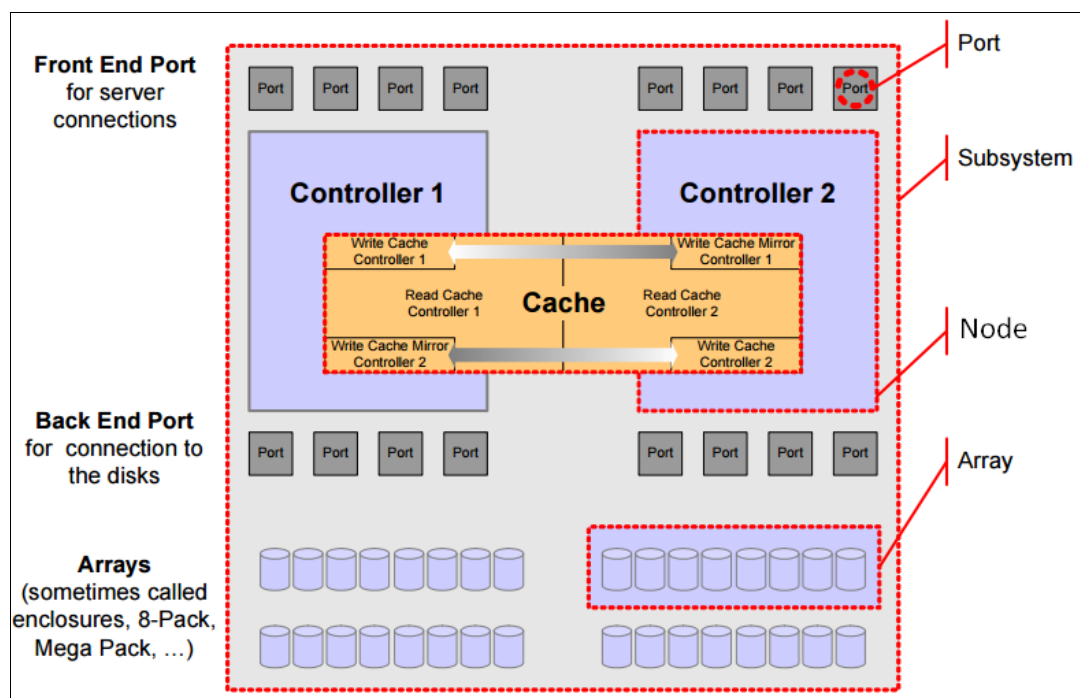 Front End Port
for server
connections
Port Port Port Port
Port Port Port Port
Port
Subsystem
Controller 1
Controller 2
Write Cache
Controller 1
Write Cache Mirror
Controller 1
Read Cache
Controller 1
Cache
Read Cache
Controller 2
Write Cache Mirror
Controller 2
Write Cache
Controller 2
Node
Back End Port
for connection to
the disks
Port Port Port Port
Port Port Port Port
Array
Arrays
(sometimes called
enclosures, 8-Pack,
Mega Pack, …)